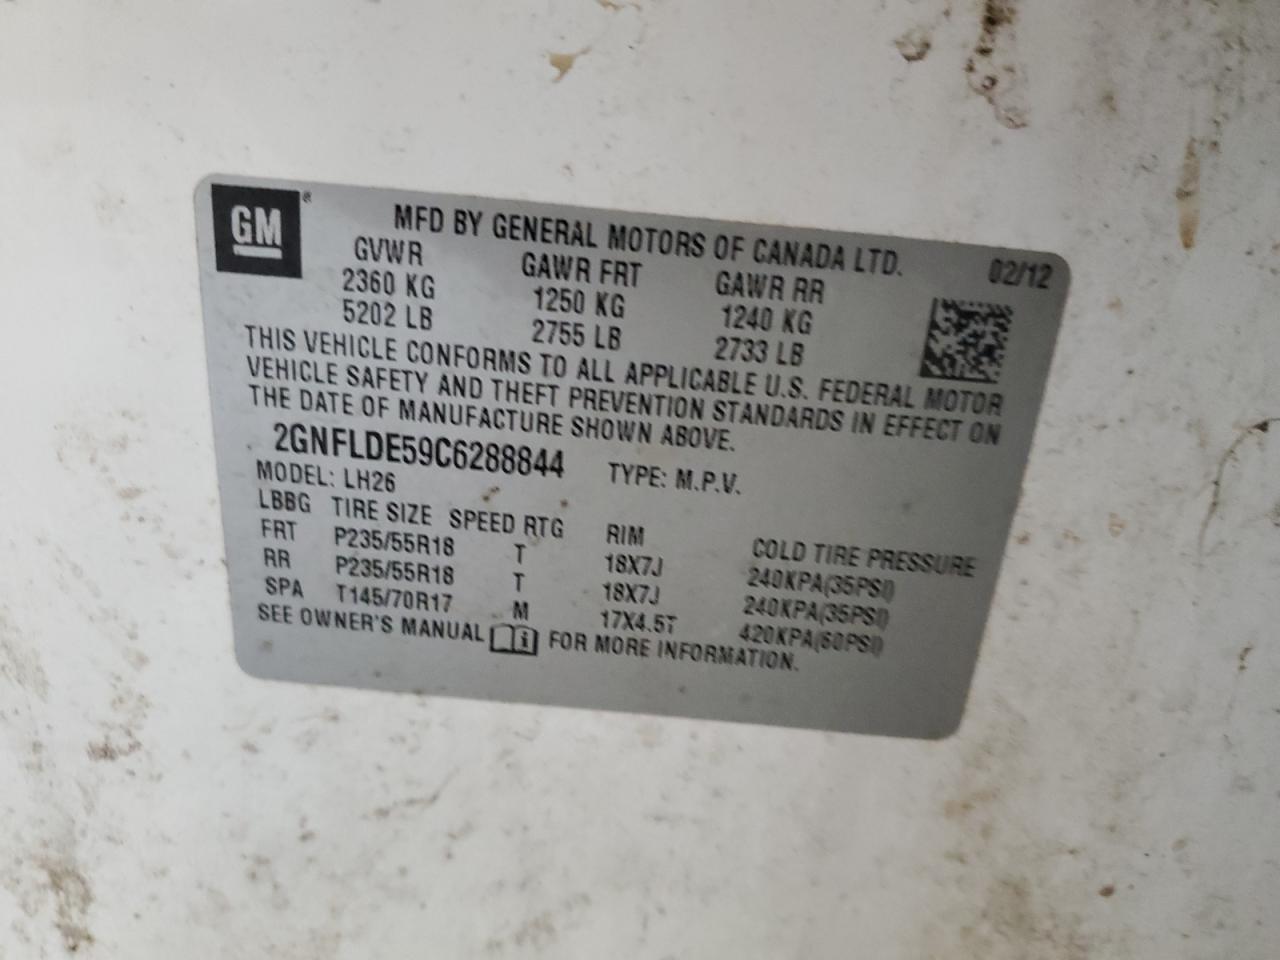 GM ®
MFD BY GENERAL MOTORS OF CANADA LTD. 02/12
GVWR GAWR FRT GAWR RR
2360 KG 1250 KG 1240 KG
5202 LB 2755 LB 2733 LB
THIS VEHICLE CONFORMS TO ALL APPLICABLE U.S. FEDERAL MOTOR
VEHICLE SAFETY AND THEFT PREVENTION STANDARDS IN EFFECT ON
THE DATE OF MANUFACTURE SHOWN ABOVE.
2GNFLDE59C6288844 TYPE: M.P.V.
MODEL: LH26
LBBG TIRE SIZE SPEED RTG RIM COLD TIRE PRESSURE
FRT P235/55R18 T 18X7J 240KPA(35PSI)
RR P235/55R18 T 18X7J 240KPA(35PSI)
SPA T145/70R17 M 17X4.5T 420KPA(60PSI)
SEE OWNER'S MANUAL i FOR MORE INFORMATION.